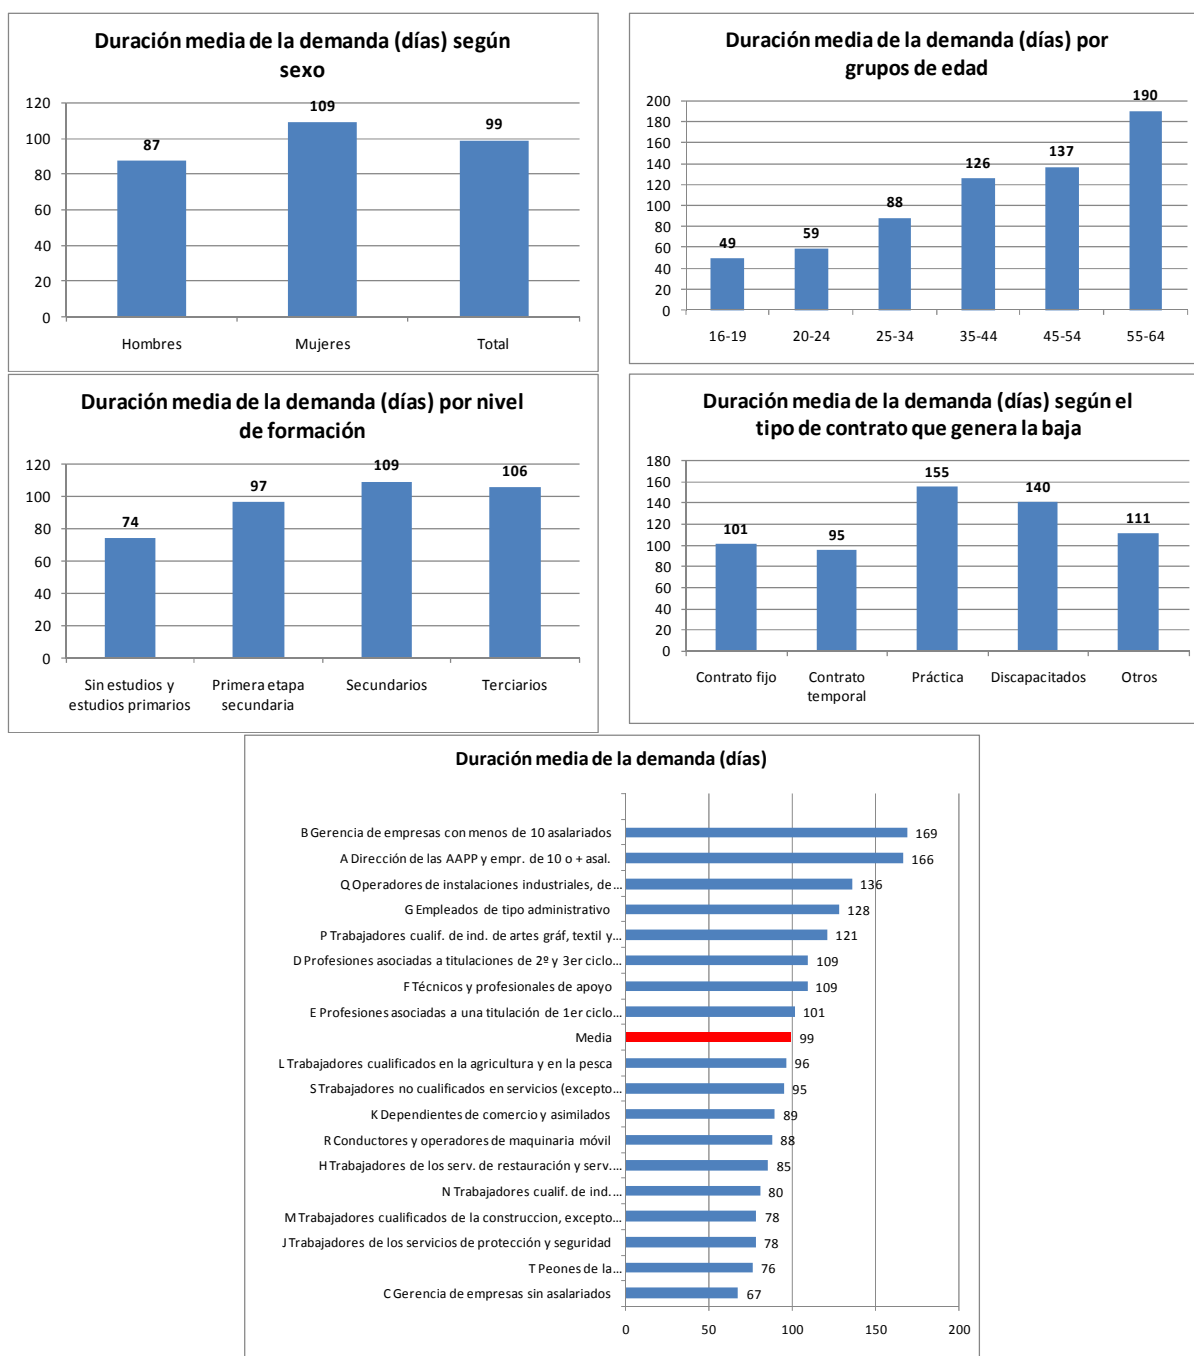 Duración media de la demanda (días) según
sexo
120
100
80
60
40
20
0
87
109
99
Hombres
Mujeres
Total
Duración media de la demanda (días) por
grupos de edad
200
180
160
140
120
100
80
60
40
20
0
49
59
88
126
137
190
16-19
20-24
25-34
35-44
45-54
55-64
Duración media de la demanda (días) por nivel
de formación
120
100
80
60
40
20
0
74
97
109
106
Sin estudios y
estudios primarios
Primera etapa
secundaria
Secundarios
Terciarios
Duración media de la demanda (días) según el
tipo de contrato que genera la baja
180
160
140
120
100
80
60
40
20
0
101
95
155
140
111
Contrato fijo
Contrato
temporal
Práctica
Discapacitados
Otros
Duración media de la demanda (días)
B Gerencia de empresas con menos de 10 asalariados 169
A Dirección de las AAPP y empr. de 10 o + asal. 166
Q Operadores de instalaciones industriales, de... 136
G Empleados de tipo administrativo 128
P Trabajadores cualif. de ind. de artes gráf, textil y... 121
D Profesiones asociadas a titulaciones de 2º y 3er ciclo... 109
F Técnicos y profesionales de apoyo 109
E Profesiones asociadas a una titulación de 1er ciclo... 101
Media 99
L Trabajadores cualificados en la agricultura y en la pesca 96
S Trabajadores no cualificados en servicios (excepto... 95
K Dependientes de comercio y asimilados 89
R Conductores y operadores de maquinaria móvil 88
H Trabajadores de los serv. de restauración y serv.... 85
N Trabajadores cualif. de ind.... 80
M Trabajadores cualificados de la construccion, excepto... 78
J Trabajadores de los servicios de protección y seguridad 78
T Peones de la... 76
C Gerencia de empresas sin asalariados 67
0 50 100 150 200